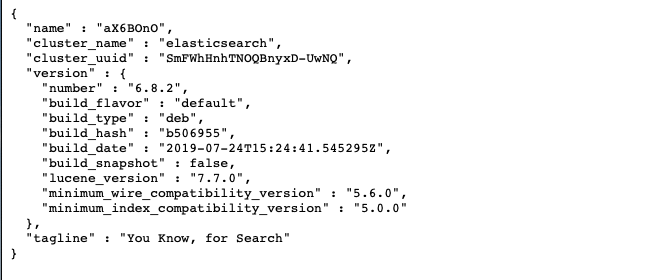 {
  "name" : "aX6BOnO",
  "cluster_name" : "elasticsearch",
  "cluster_uuid" : "SmFWhHnhTNOQBnyxD-UwNQ",
  "version" : {
    "number" : "6.8.2",
    "build_flavor" : "default",
    "build_type" : "deb",
    "build_hash" : "b506955",
    "build_date" : "2019-07-24T15:24:41.545295Z",
    "build_snapshot" : false,
    "lucene_version" : "7.7.0",
    "minimum_wire_compatibility_version" : "5.6.0",
    "minimum_index_compatibility_version" : "5.0.0"
  },
  "tagline" : "You Know, for Search"
}